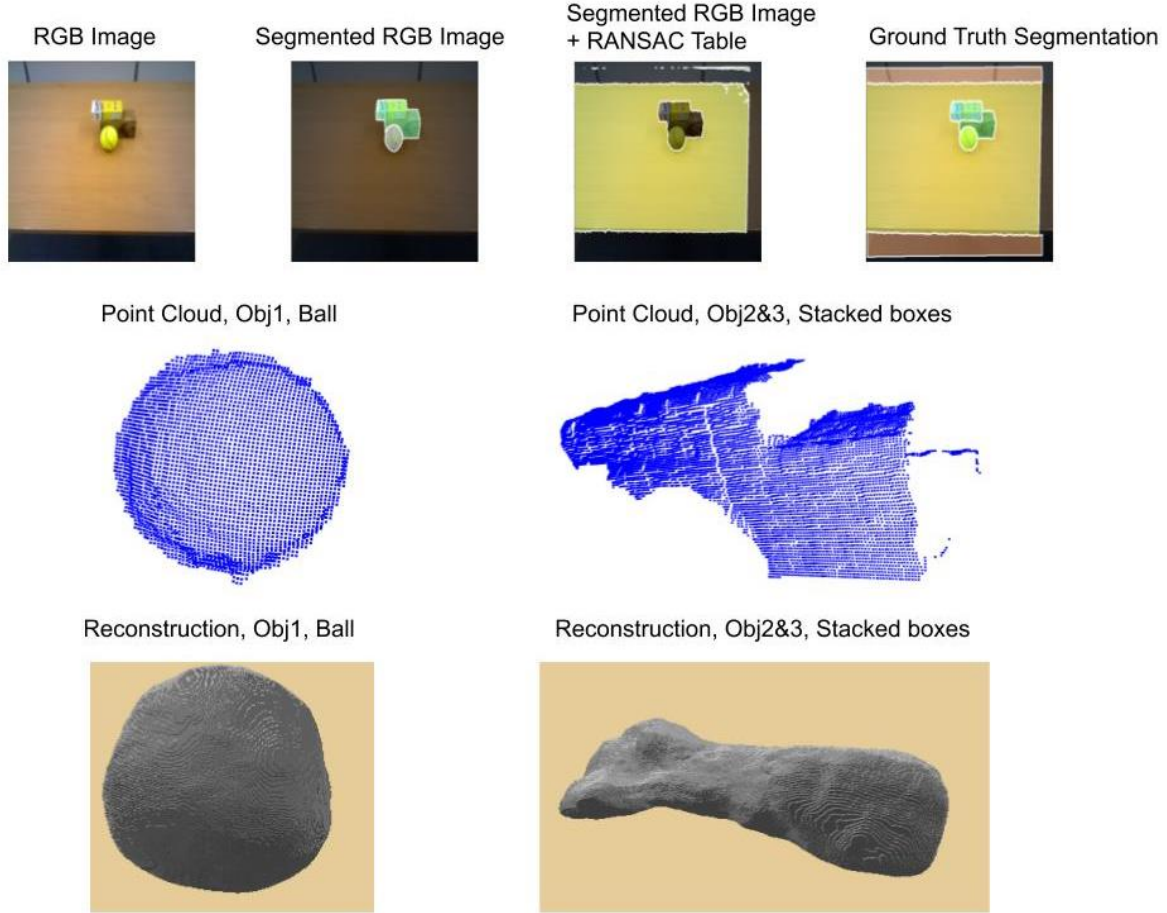 RGB Image
Segmented RGB Image
Segmented RGB Image
+ RANSAC Table
Ground Truth Segmentation
Point Cloud, Obj1, Ball
Point Cloud, Obj2&3, Stacked boxes
Reconstruction, Obj1, Ball
Reconstruction, Obj2&3, Stacked boxes